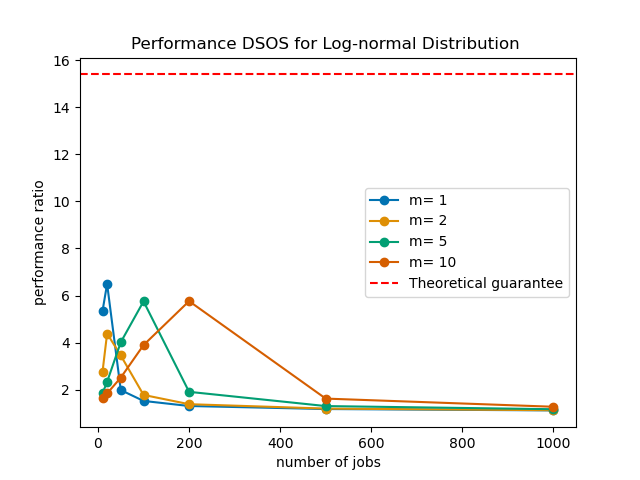 Performance DSOS for Log-normal Distribution
16
14
12
10
8
6
4
2
performance ratio
m= 1
m= 2
m= 5
m= 10
Theoretical guarantee
0
200
400
600
800
1000
number of jobs